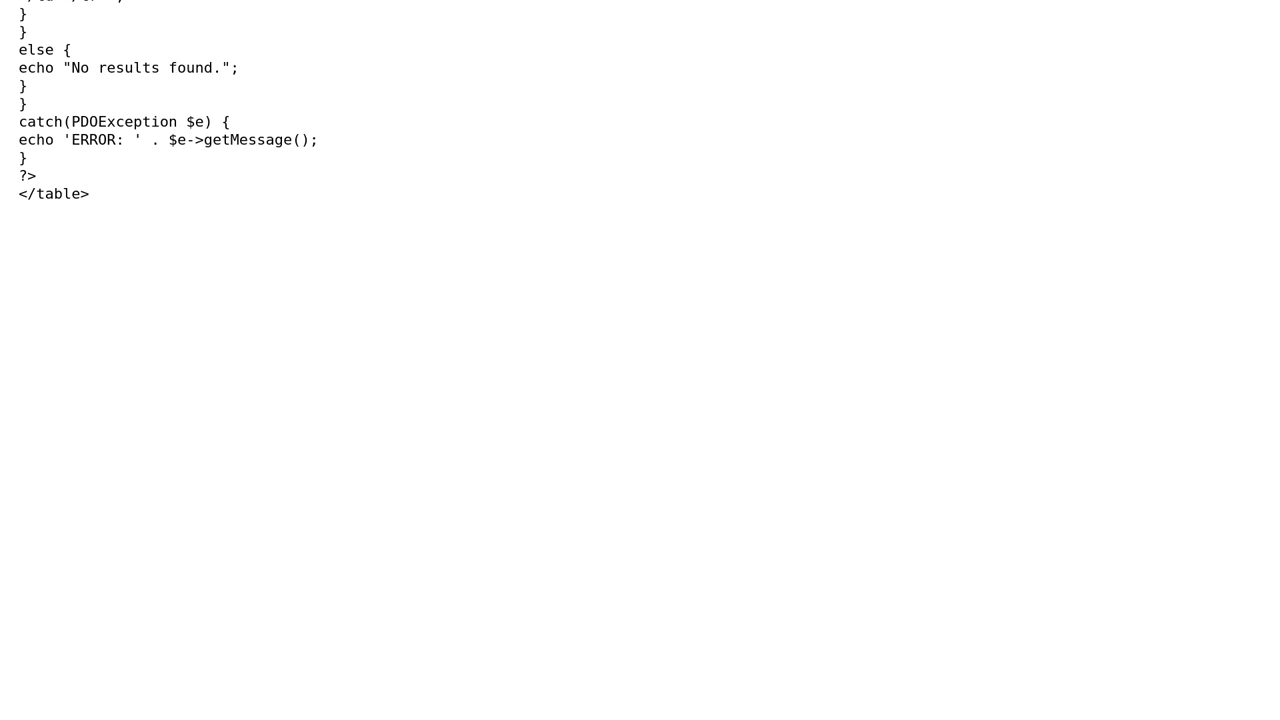 }
}
else {
echo "No results found.";
}
}
catch(PDOException $e) {
echo 'ERROR: ' . $e->getMessage();
}
?>
</table>